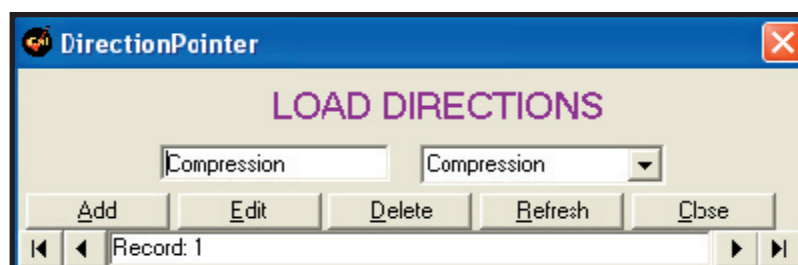 DirectionPointer
LOAD DIRECTIONS
Compression Compression
Add Edit Delete Refresh Close
Record: 1